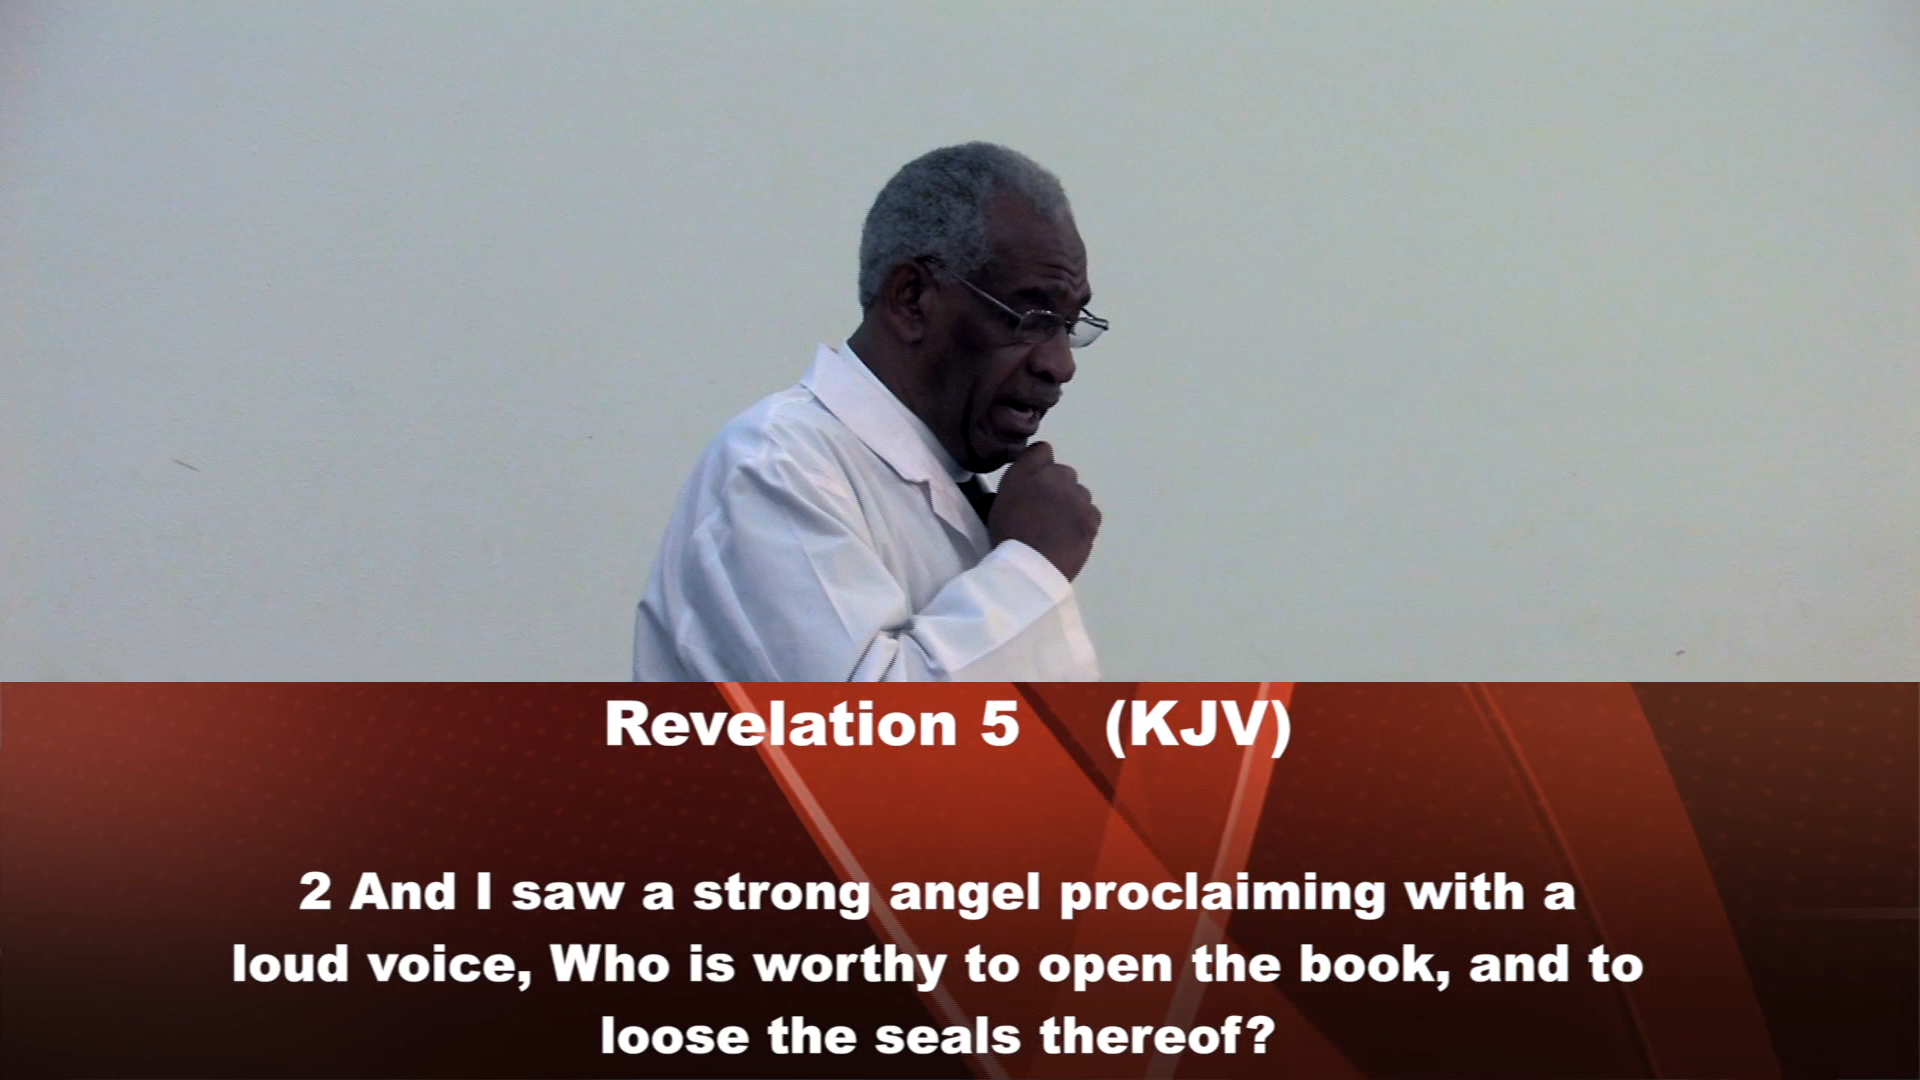 Revelation 5 (KJV)
2 And I saw a strong angel proclaiming with a
loud voice, Who is worthy to open the book, and to
loose the seals thereof?